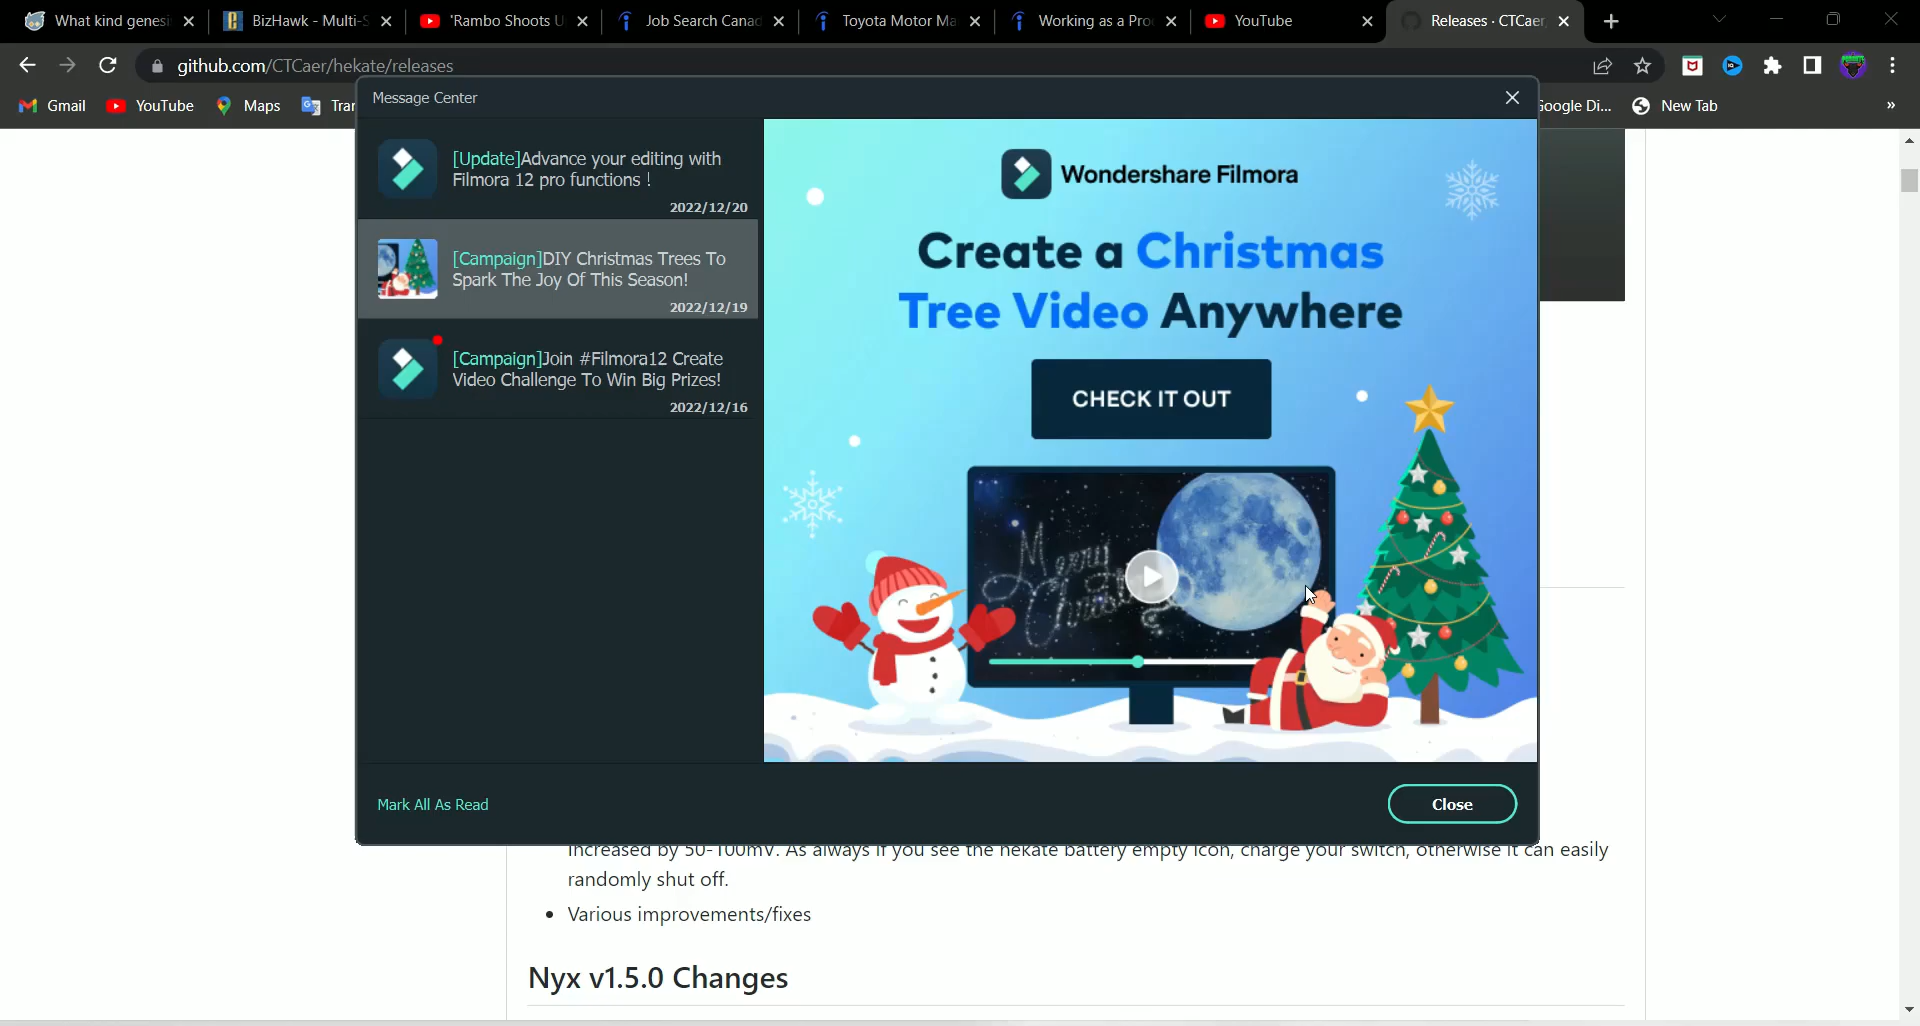 What kind genesi
BizHawk - Multi-S
'Rambo Shoots U
Job Search Canad
Toyota Motor Ma
Working as a Pro
YouTube
Releases · CTCaer
github.com/CTCaer/hekate/releases
Gmail
YouTube
Maps
Tran
Google Di...
New Tab
»
Message Center
[Update]Advance your editing with
Filmora 12 pro functions !
2022/12/20
[Campaign]DIY Christmas Trees To
Spark The Joy Of This Season!
2022/12/19
[Campaign]Join #Filmora12 Create
Video Challenge To Win Big Prizes!
2022/12/16
Wondershare Filmora
Create a Christmas
Tree Video Anywhere
CHECK IT OUT
Merry
Christmas
Mark All As Read
Close
increased by 50-100mV. As always if you see the hekate battery empty icon, charge your switch, otherwise it can easily
randomly shut off.
• Various improvements/fixes
Nyx v1.5.0 Changes